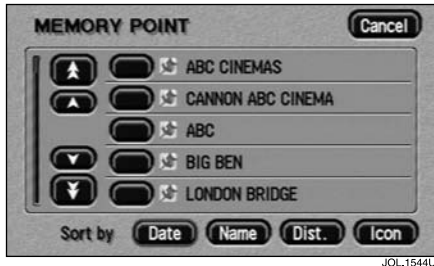 MEMORY POINT Cancel
ABC CINEMAS
CANNON ABC CINEMA
ABC
BIG BEN
LONDON BRIDGE
Sort by Date Name Dist. Icon
JOL.1544U